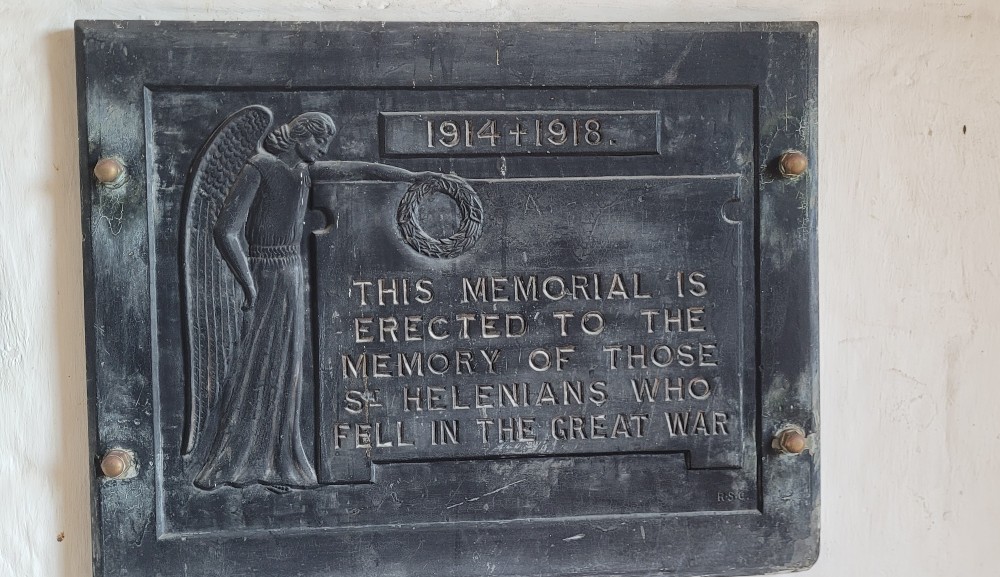 1914+1918.
THIS MEMORIAL IS
ERECTED TO THE
MEMORY OF THOSE
ST HELENIANS WHO
FELL IN THE GREAT WAR
R.S.G.